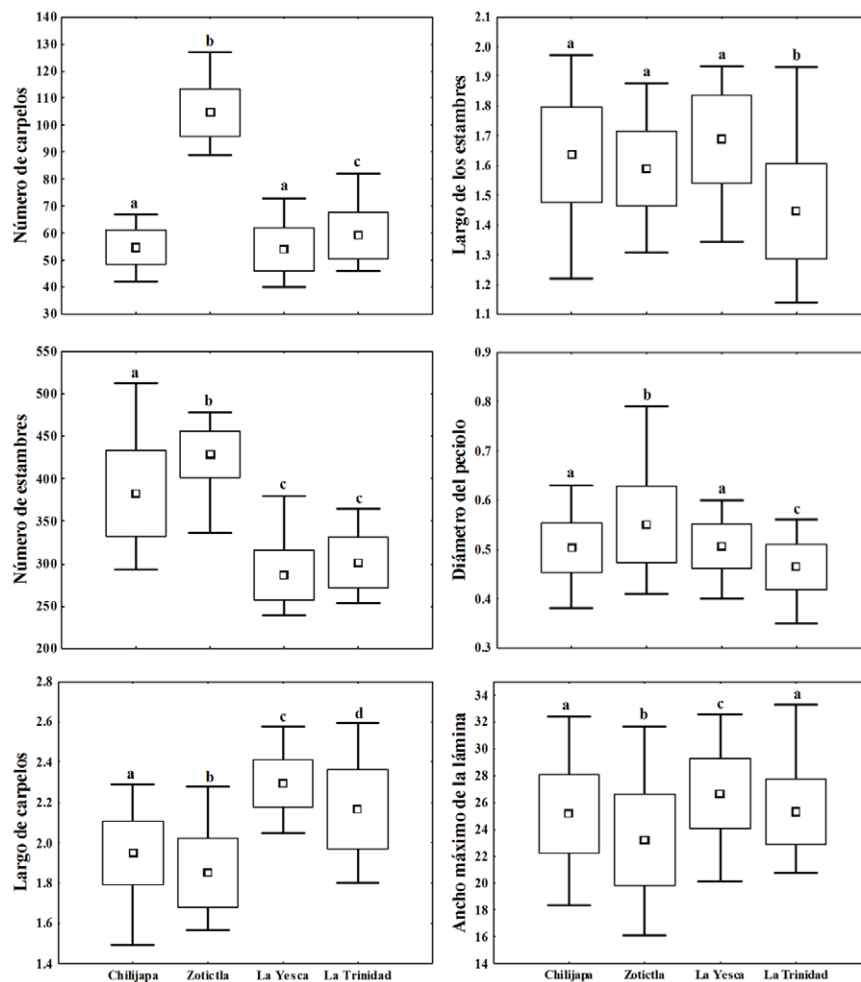 Número de carpelos
140
130
120
110
100
90
80
70
60
50
40
30
a
b
a
c
Largo de los estambres
2.0
1.9
1.8
1.7
1.6
1.5
1.4
1.3
1.2
1.1
a
a
a
b
Número de estambres
550
500
450
400
350
300
250
200
a
b
c
c
Diámetro del peciolo
0.9
0.8
0.7
0.6
0.5
0.4
0.3
a
b
a
c
Largo de carpelos
2.8
2.6
2.4
2.2
2.0
1.8
1.6
1.4
a
b
c
d
Chilijapa Zotictla La Yesca La Trinidad
Ancho máximo de la lámina
34
32
30
28
26
24
22
20
18
16
14
a
b
c
a
Chilijapa Zotictla La Yesca La Trinidad